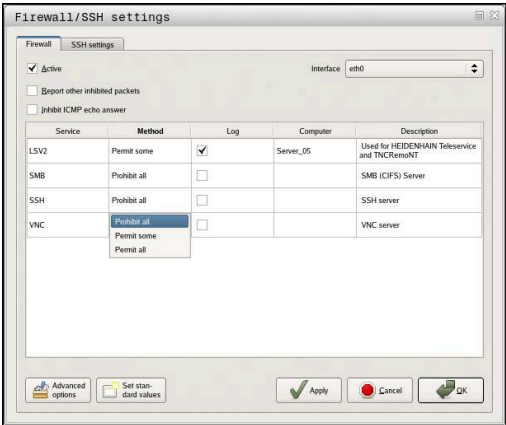 Firewall/SSH settings
Firewall SSH settings
Active Interface eth0
Report other inhibited packets
Inhibit ICMP echo answer
Service Method Log Computer Description
LSV2 Permit some Server_05 Used for HEIDENHAIN Teleservice
and TNCRemoNT
SMB Prohibit all SMB (CIFS) Server
SSH Prohibit all SSH server
VNC Prohibit all VNC server
Permit some
Permit all
Advanced
options
Set stan-
dard values
Apply
Cancel
OK